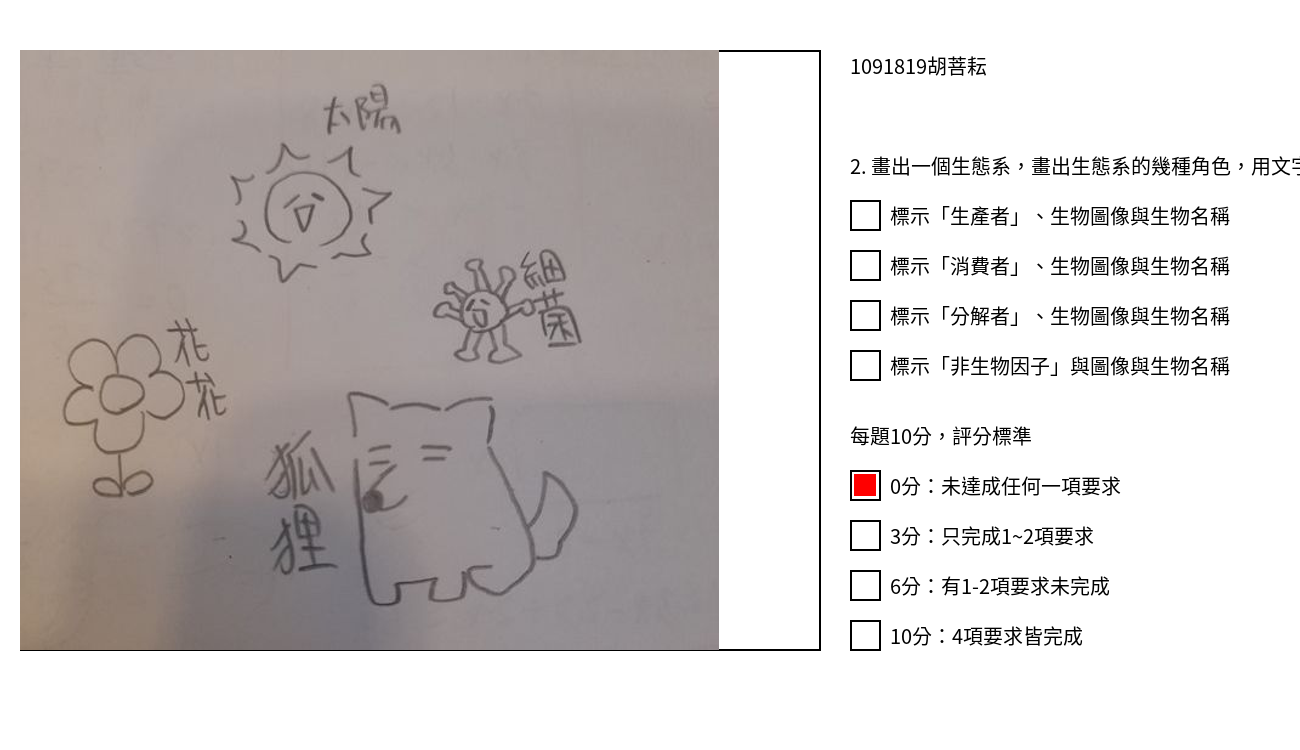 1091819胡菩耘
2. 畫出一個生態系，畫出生態系的幾種角色，用文字
標示「生產者」、生物圖像與生物名稱
標示「消費者」、生物圖像與生物名稱
標示「分解者」、生物圖像與生物名稱
標示「非生物因子」與圖像與生物名稱
每題10分，評分標準
0分：未達成任何一項要求
3分：只完成1~2項要求
6分：有1-2項要求未完成
10分：4項要求皆完成
太陽
細菌
花花
狐狸